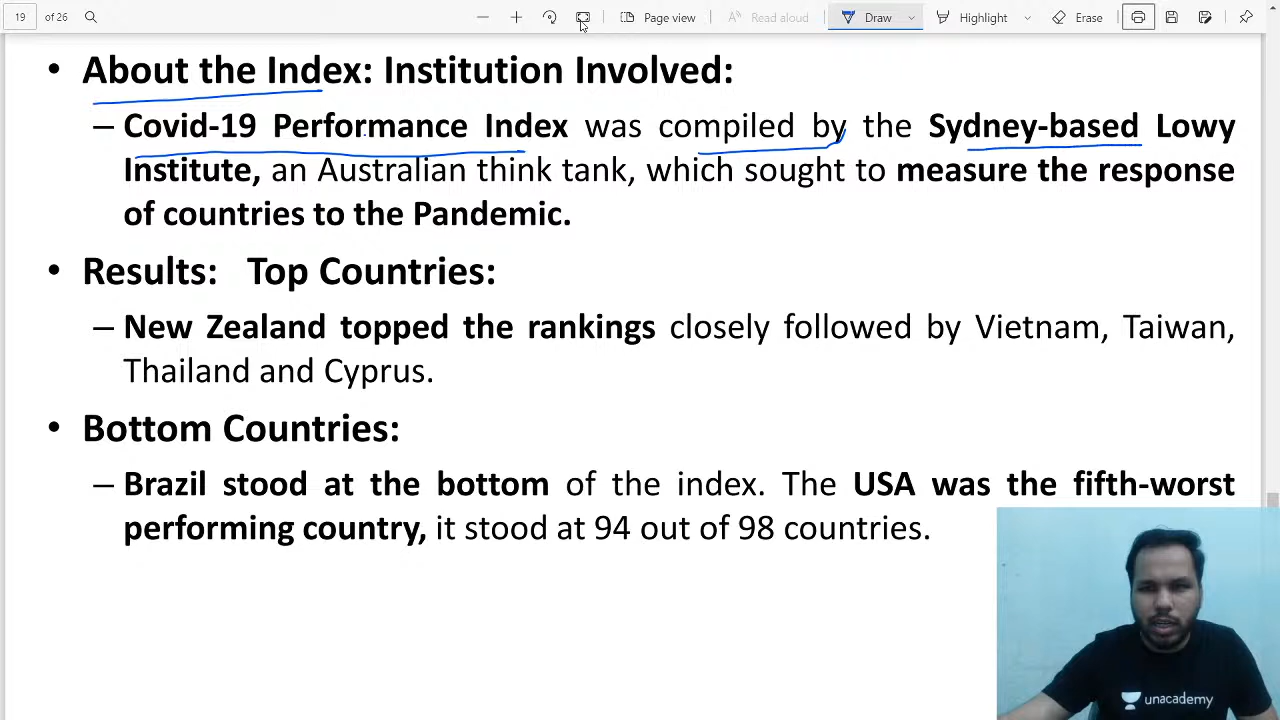 19 of 26 Page view Read aloud Draw Highlight Erase
• About the Index: Institution Involved:
– Covid-19 Performance Index was compiled by the Sydney-based Lowy
Institute, an Australian think tank, which sought to measure the response
of countries to the Pandemic.
• Results: Top Countries:
– New Zealand topped the rankings closely followed by Vietnam, Taiwan,
Thailand and Cyprus.
• Bottom Countries:
– Brazil stood at the bottom of the index. The USA was the fifth-worst
performing country, it stood at 94 out of 98 countries.
unacademy